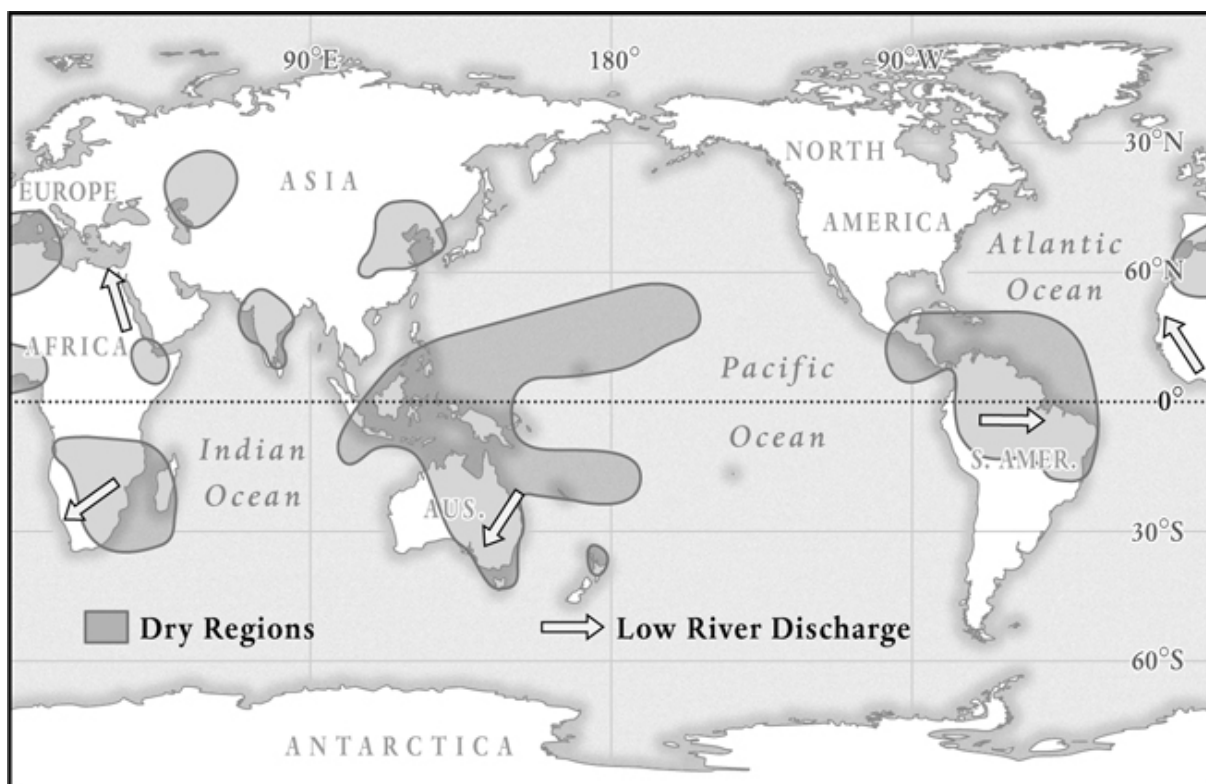 90°E
180°
90°W
30°N
NORTH
ASIA
EUROPE
AMERICA
Atlantic
Ocean
60°N
AFRICA
Pacific
Ocean
0°
Indian
Ocean
S. AMER.
AUS.
30°S
Dry Regions
Low River Discharge
60°S
ANTARCTICA